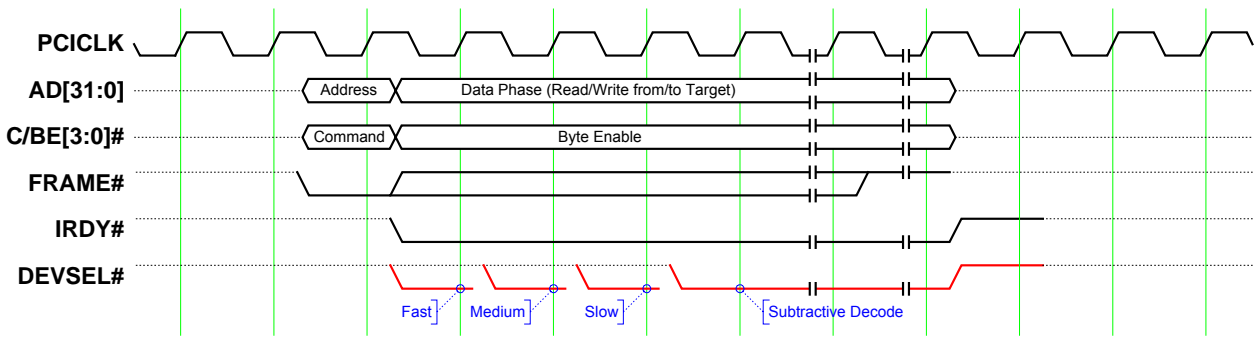 PCICLK
AD[31:0] Address Data Phase (Read/Write from/to Target)
C/BE[3:0]# Command Byte Enable
FRAME#
IRDY#
DEVSEL#
Fast Medium Slow Subtractive Decode